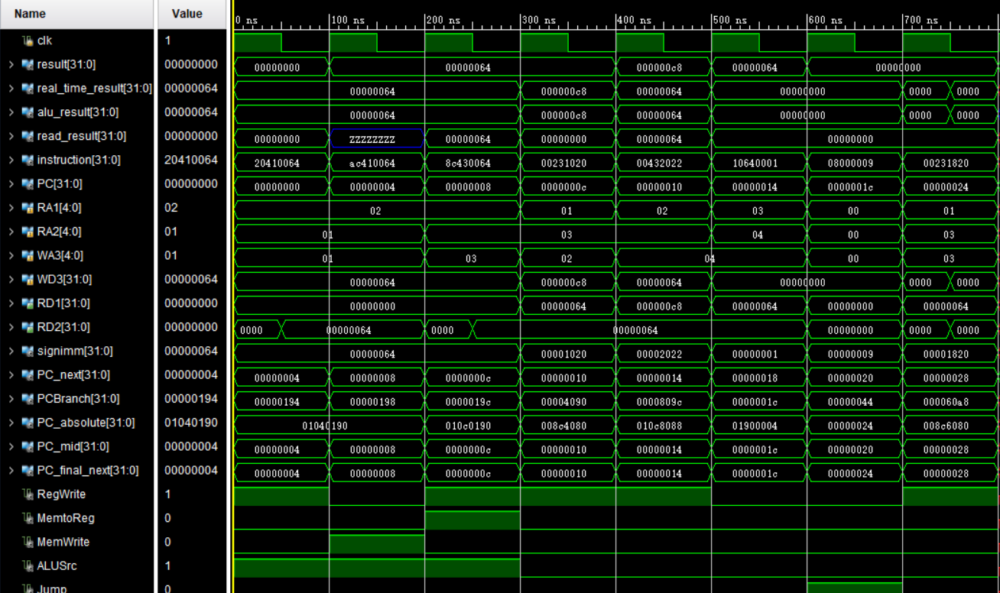 Name Value 0 ns 100 ns 200 ns 300 ns 400 ns 500 ns 600 ns 700 ns
clk 1
result[31:0] 00000000 00000000 00000064 000000c8 00000064 00000000
real_time_result[31:0] 00000064 00000064 000000c8 00000064 00000000 0000 0000
alu_result[31:0] 00000064 00000064 000000c8 00000064 00000000 0000 0000
read_result[31:0] 00000000 00000000 ZZZZZZZZ 00000064 00000000 00000064 00000000
instruction[31:0] 20410064 20410064 ac410064 8c430064 00231020 00432022 10640001 08000009 00231820
PC[31:0] 00000000 00000000 00000004 00000008 0000000c 00000010 00000014 0000001c 00000024
RA1[4:0] 02 02 01 02 03 00 01
RA2[4:0] 01 01 03 04 00 03
WA3[4:0] 01 01 03 02 04 00 03
WD3[31:0] 00000064 00000064 000000c8 00000064 00000000 0000 0000
RD1[31:0] 00000000 00000000 00000064 000000c8 00000064 00000000 00000064
RD2[31:0] 00000000 0000 00000064 0000 00000064 00000000 0000 0000
signimm[31:0] 00000064 00000064 00001020 00002022 00000001 00000009 00001820
PC_next[31:0] 00000004 00000004 00000008 0000000c 00000010 00000014 00000018 00000020 00000028
PCBranch[31:0] 00000194 00000194 00000198 0000019c 00004090 0000809c 0000001c 00000044 000060a8
PC_absolute[31:0] 01040190 01040190 010c0190 008c4080 010c8088 01900004 00000024 008c6080
PC_mid[31:0] 00000004 00000004 00000008 0000000c 00000010 00000014 0000001c 00000020 00000028
PC_final_next[31:0] 00000004 00000004 00000008 0000000c 00000010 00000014 0000001c 00000024 00000028
RegWrite 1
MemtoReg 0
MemWrite 0
ALUSrc 1
Jump 0